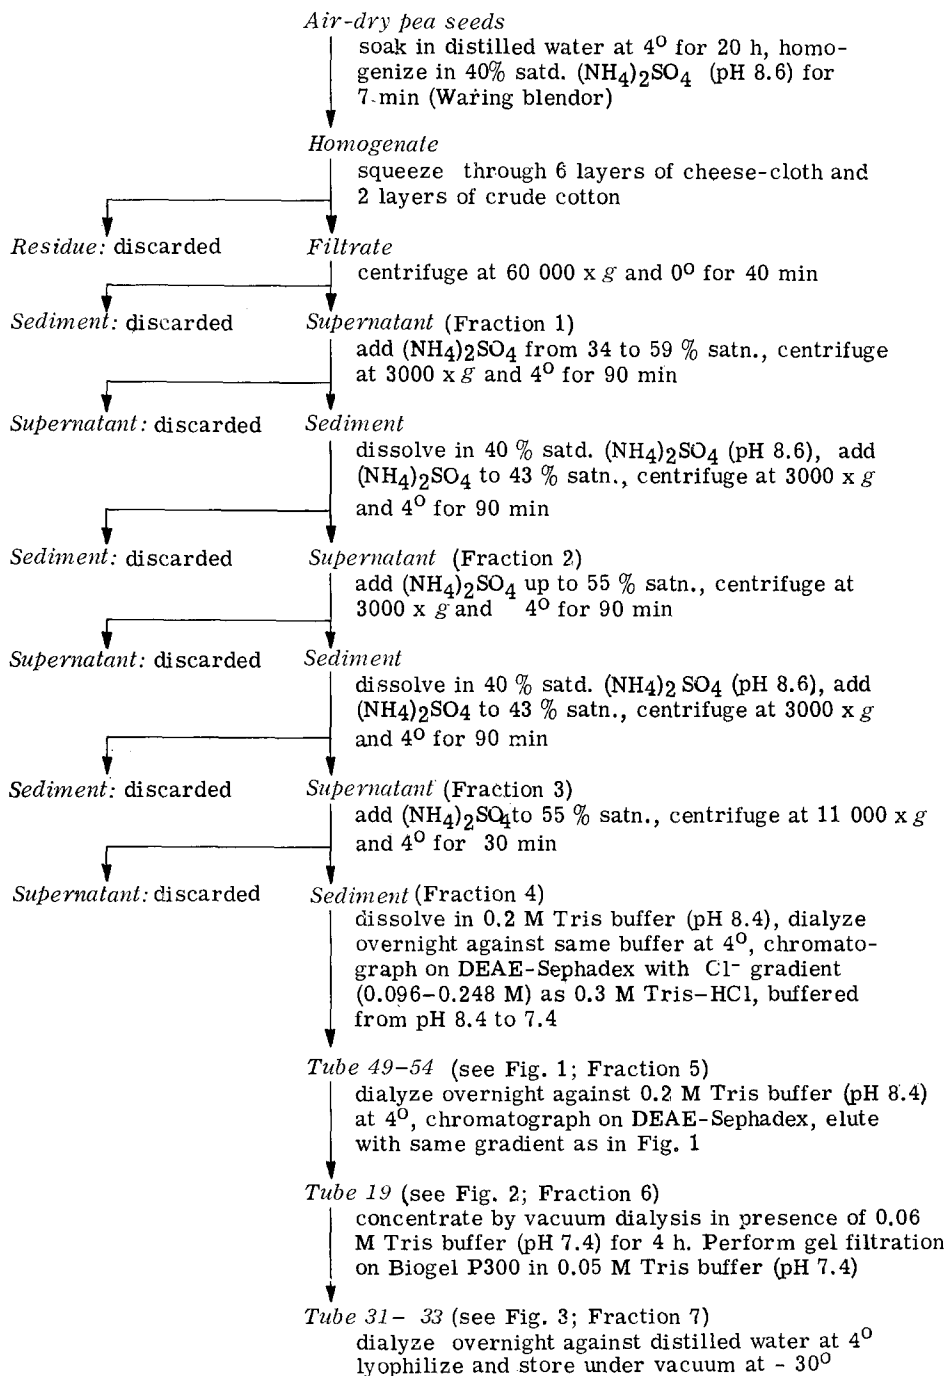 Air-dry pea seeds
soak in distilled water at 4⁰ for 20 h, homo-
genize in 40% satd. (NH₄)₂SO₄ (pH 8.6) for
7 min (Waring blendor)
Homogenate
squeeze through 6 layers of cheese-cloth and
2 layers of crude cotton
Residue: discarded Filtrate
centrifuge at 60 000 x g and 0⁰ for 40 min
Sediment: discarded Supernatant (Fraction 1)
add (NH₄)₂SO₄ from 34 to 59 % satn., centrifuge
at 3000 x g and 4⁰ for 90 min
Supernatant: discarded Sediment
dissolve in 40 % satd. (NH₄)₂SO₄ (pH 8.6), add
(NH₄)₂SO₄ to 43 % satn., centrifuge at 3000 x g
and 4⁰ for 90 min
Sediment: discarded Supernatant (Fraction 2)
add (NH₄)₂SO₄ up to 55 % satn., centrifuge at
3000 x g and 4⁰ for 90 min
Supernatant: discarded Sediment
dissolve in 40 % satd. (NH₄)₂SO₄ (pH 8.6), add
(NH₄)₂SO₄ to 43 % satn., centrifuge at 3000 x g
and 4⁰ for 90 min
Sediment: discarded Supernatant (Fraction 3)
add (NH₄)₂SO₄ to 55 % satn., centrifuge at 11 000 x g
and 4⁰ for 30 min
Supernatant: discarded Sediment (Fraction 4)
dissolve in 0.2 M Tris buffer (pH 8.4), dialyze
overnight against same buffer at 4⁰, chromato-
graph on DEAE-Sephadex with Cl⁻ gradient
(0.096-0.248 M) as 0.3 M Tris-HCl, buffered
from pH 8.4 to 7.4
Tube 49-54 (see Fig. 1; Fraction 5)
dialyze overnight against 0.2 M Tris buffer (pH 8.4)
at 4⁰, chromatograph on DEAE-Sephadex, elute
with same gradient as in Fig. 1
Tube 19 (see Fig. 2; Fraction 6)
concentrate by vacuum dialysis in presence of 0.06
M Tris buffer (pH 7.4) for 4 h. Perform gel filtration
on Biogel P300 in 0.05 M Tris buffer (pH 7.4)
Tube 31- 33 (see Fig. 3; Fraction 7)
dialyze overnight against distilled water at 4⁰
lyophilize and store under vacuum at - 30⁰